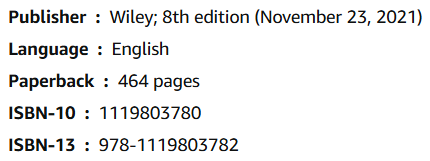 Publisher : Wiley; 8th edition (November 23, 2021)
Language : English
Paperback : 464 pages
ISBN-10 : 1119803780
ISBN-13 : 978-1119803782